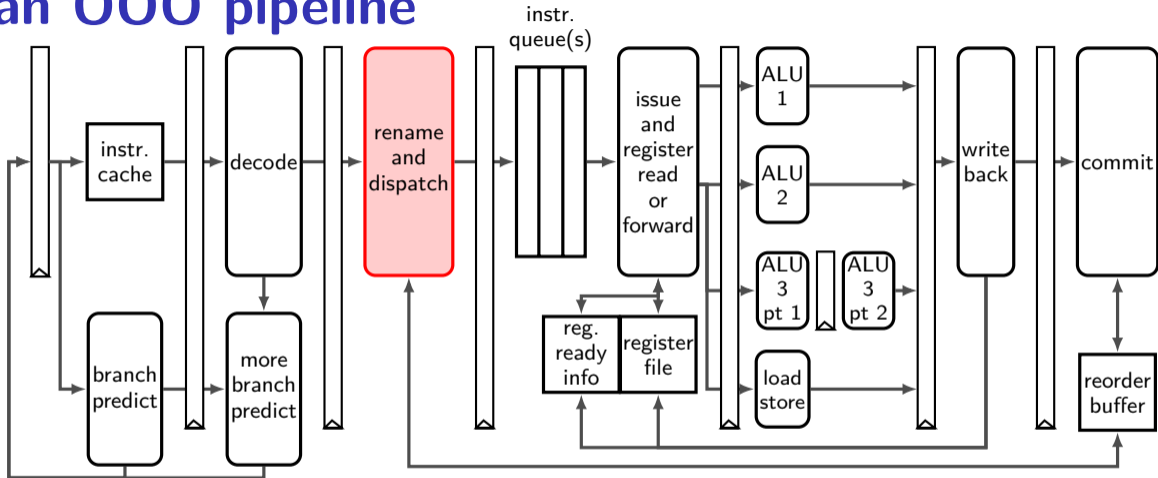 an OOO pipeline
instr.
queue(s)
instr.
cache
decode
rename
and
dispatch
issue
and
register
read
or
forward
ALU
1
ALU
2
ALU
3
pt 1
ALU
3
pt 2
load
store
write
back
commit
branch
predict
more
branch
predict
reg.
ready
info
register
file
reorder
buffer